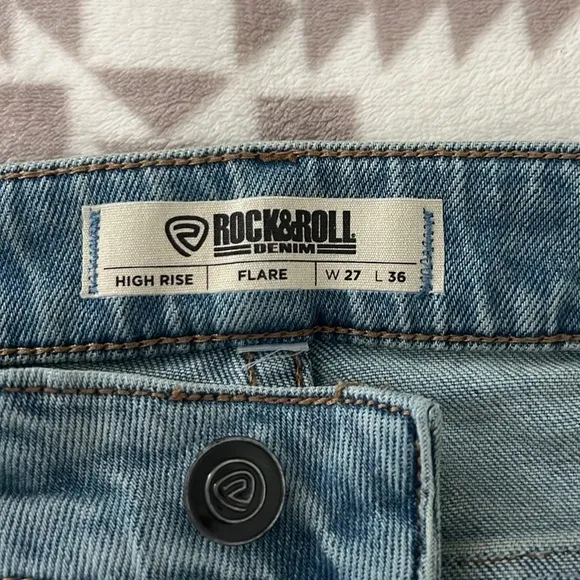 ROCK&ROLL
DENIM
HIGH RISE FLARE W 27 L 36